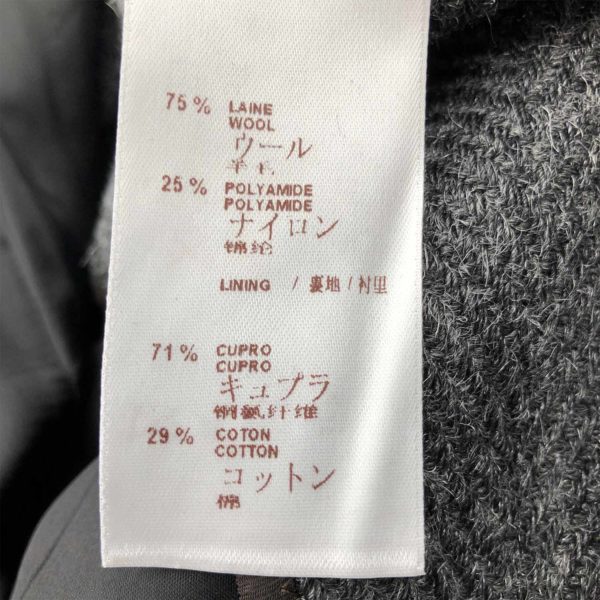 75% LAINE
WOOL
ウール
羊毛
25% POLYAMIDE
POLYAMIDE
ナイロン
锦纶
LINING / 裏地 / 衬里
71% CUPRO
CUPRO
キュプラ
铜氨纤维
29% COTON
COTTON
コットン
棉